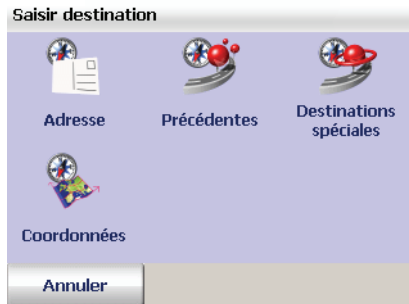 Saisir destination
Adresse
Précédentes
Destinations
spéciales
Coordonnées
Annuler